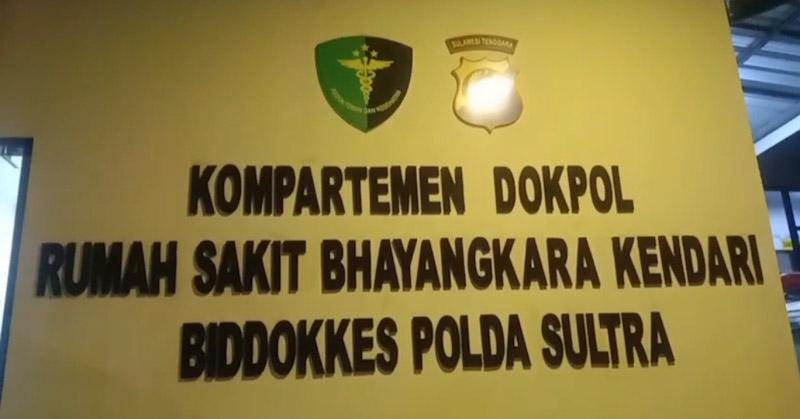 SULAWESI TENGGARA
KOMPARTEMEN DOKPOL
RUMAH SAKIT BHAYANGKARA KENDARI
BIDDOKKES POLDA SULTRA